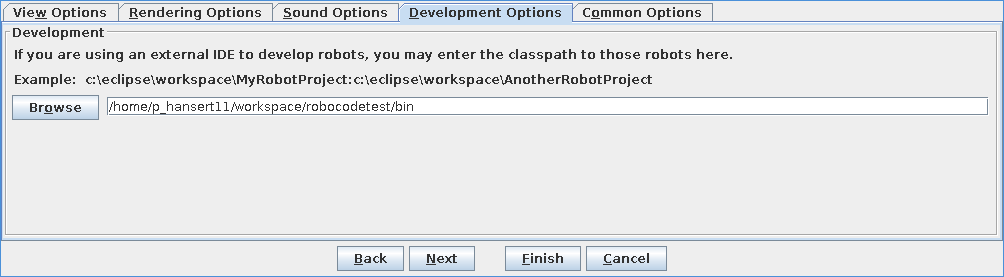 View Options Rendering Options Sound Options Development Options Common Options
Development
If you are using an external IDE to develop robots, you may enter the classpath to those robots here.
Example: c:\eclipse\workspace\MyRobotProject:c:\eclipse\workspace\AnotherRobotProject
Browse /home/p_hansert11/workspace/robocodetest/bin
Back Next Finish Cancel